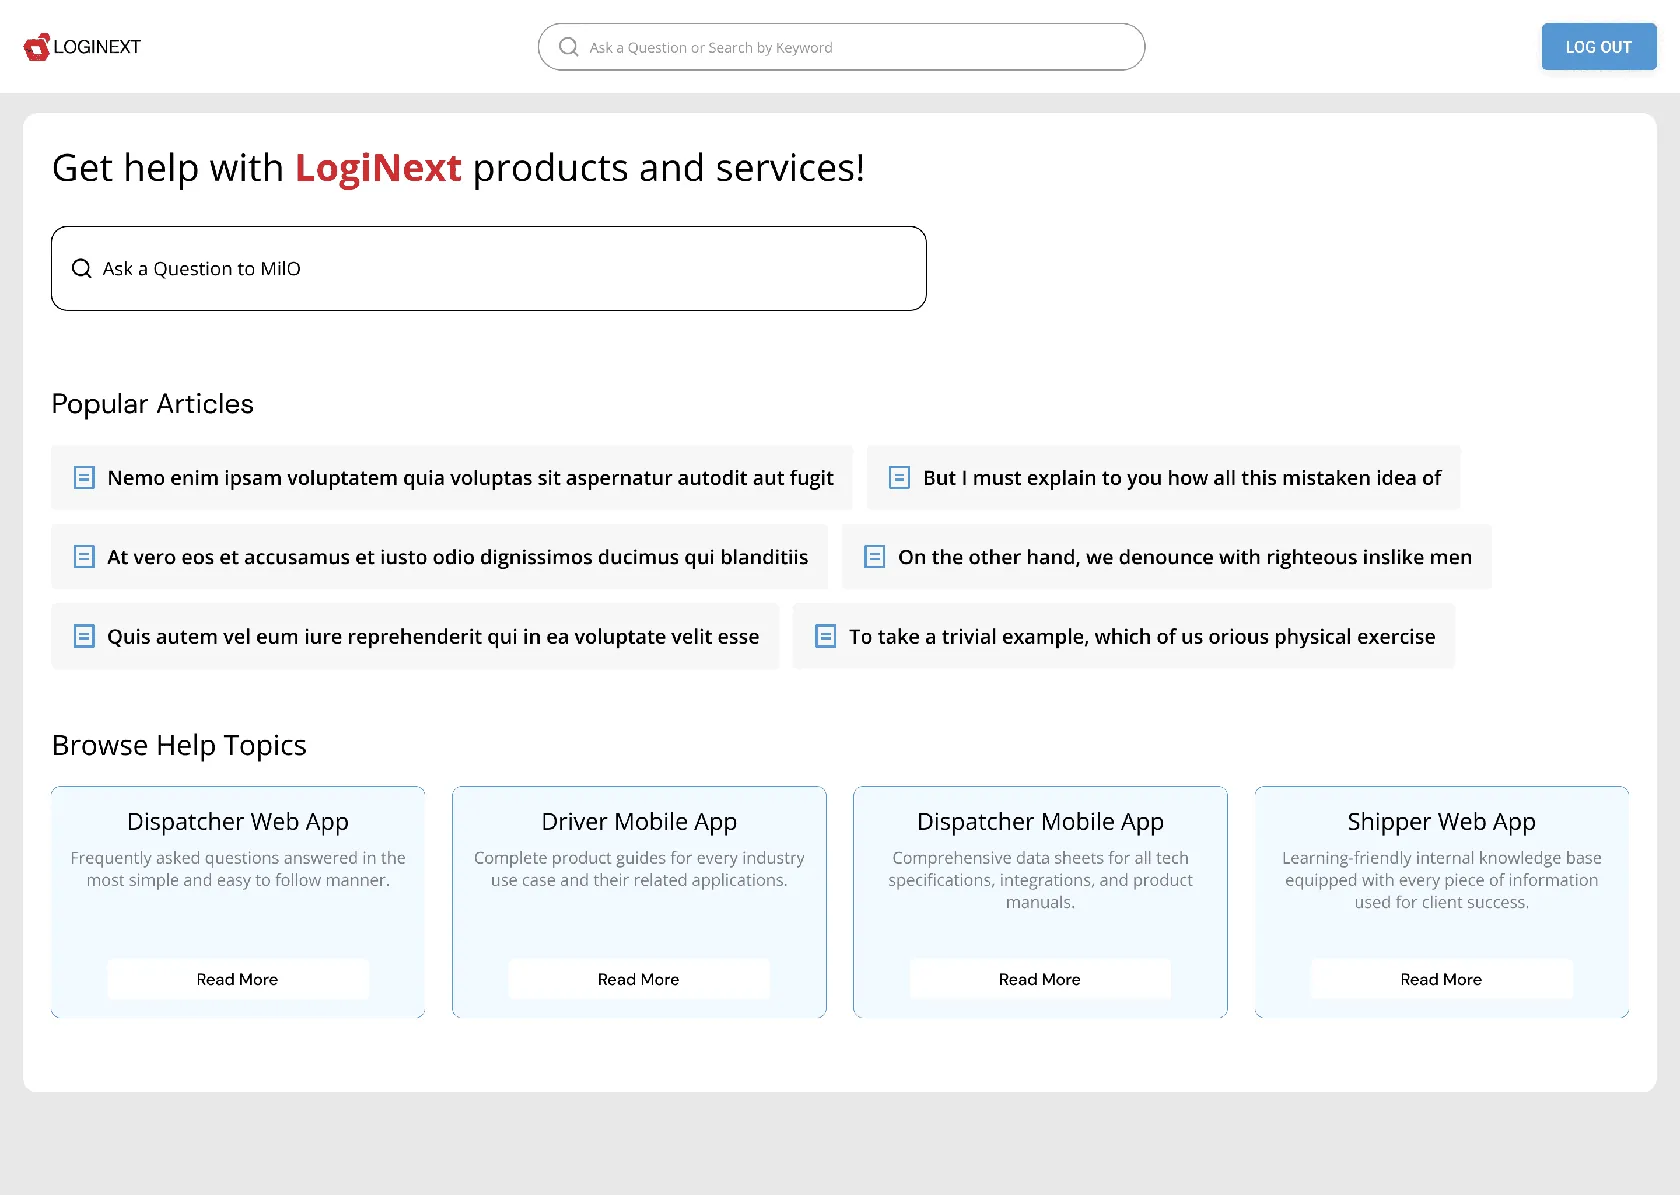 LOGINEXT
Ask a Question or Search by Keyword
LOG OUT
Get help with LogiNext products and services!
Ask a Question to MilO
Popular Articles
Nemo enim ipsam voluptatem quia voluptas sit aspernatur autodit aut fugit
But I must explain to you how all this mistaken idea of
At vero eos et accusamus et iusto odio dignissimos ducimus qui blanditiis
On the other hand, we denounce with righteous inslike men
Quis autem vel eum iure reprehenderit qui in ea voluptate velit esse
To take a trivial example, which of us orious physical exercise
Browse Help Topics
Dispatcher Web App
Frequently asked questions answered in the
most simple and easy to follow manner.
Read More
Driver Mobile App
Complete product guides for every industry
use case and their related applications.
Read More
Dispatcher Mobile App
Comprehensive data sheets for all tech
specifications, integrations, and product
manuals.
Read More
Shipper Web App
Learning-friendly internal knowledge base
equipped with every piece of information
used for client success.
Read More